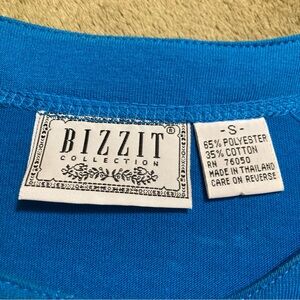 BIZZIT®
COLLECTION
-S-
65% POLYESTER
35% COTTON
RN 76050
MADE IN THAILAND
CARE ON REVERSE